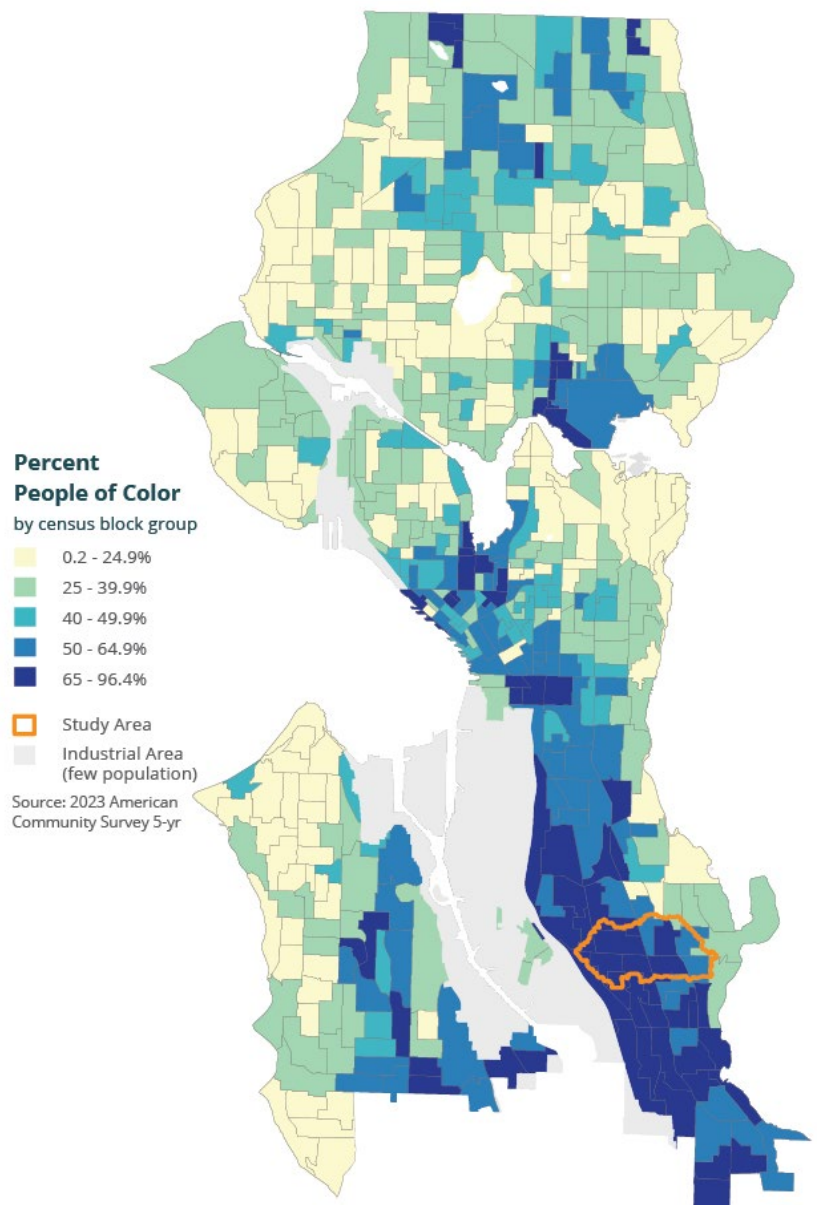 Percent
People of Color
by census block group
0.2 - 24.9%
25 - 39.9%
40 - 49.9%
50 - 64.9%
65 - 96.4%
Study Area
Industrial Area
(few population)
Source: 2023 American
Community Survey 5-yr